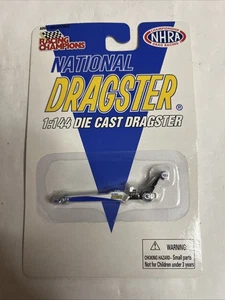 RACING
CHAMPIONS
NHRA
NATIONAL
DRAGSTER®
1:144 DIE CAST DRAGSTER
WARNING:
CHOKING HAZARD - Small parts
Not for Children under 3 years